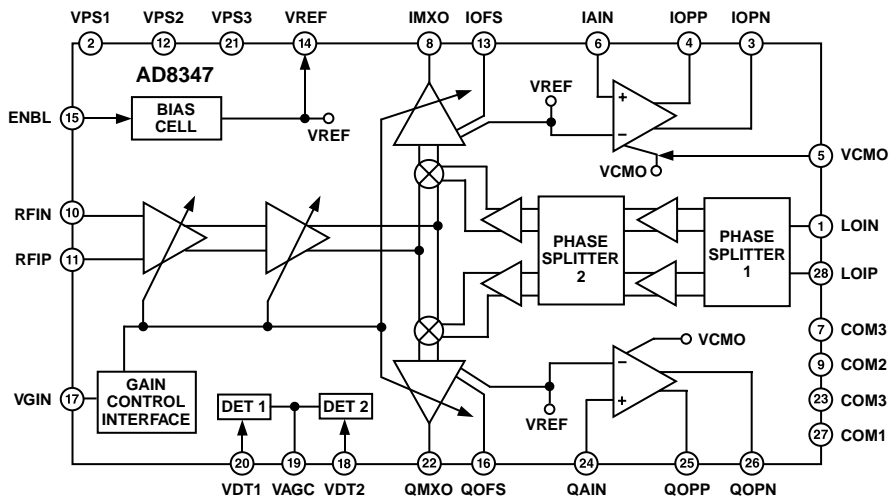 VPS1 VPS2 VPS3 VREF IMXO IOFS IAIN IOPP IOPN
2 12 21 14 8 13 6 4 3
AD8347
ENBL 15
BIAS
CELL
VREF
VREF
+
−
VCMO
5 VCMO
RFIN 10
RFIP 11
PHASE
SPLITTER
2
PHASE
SPLITTER
1
1 LOIN
28 LOIP
7 COM3
9 COM2
23 COM3
27 COM1
VGIN 17
GAIN
CONTROL
INTERFACE
DET 1
DET 2
VREF
VCMO
−
+
20 19 18 22 16 24 25 26
VDT1 VAGC VDT2 QMXO QOFS QAIN QOPP QOPN